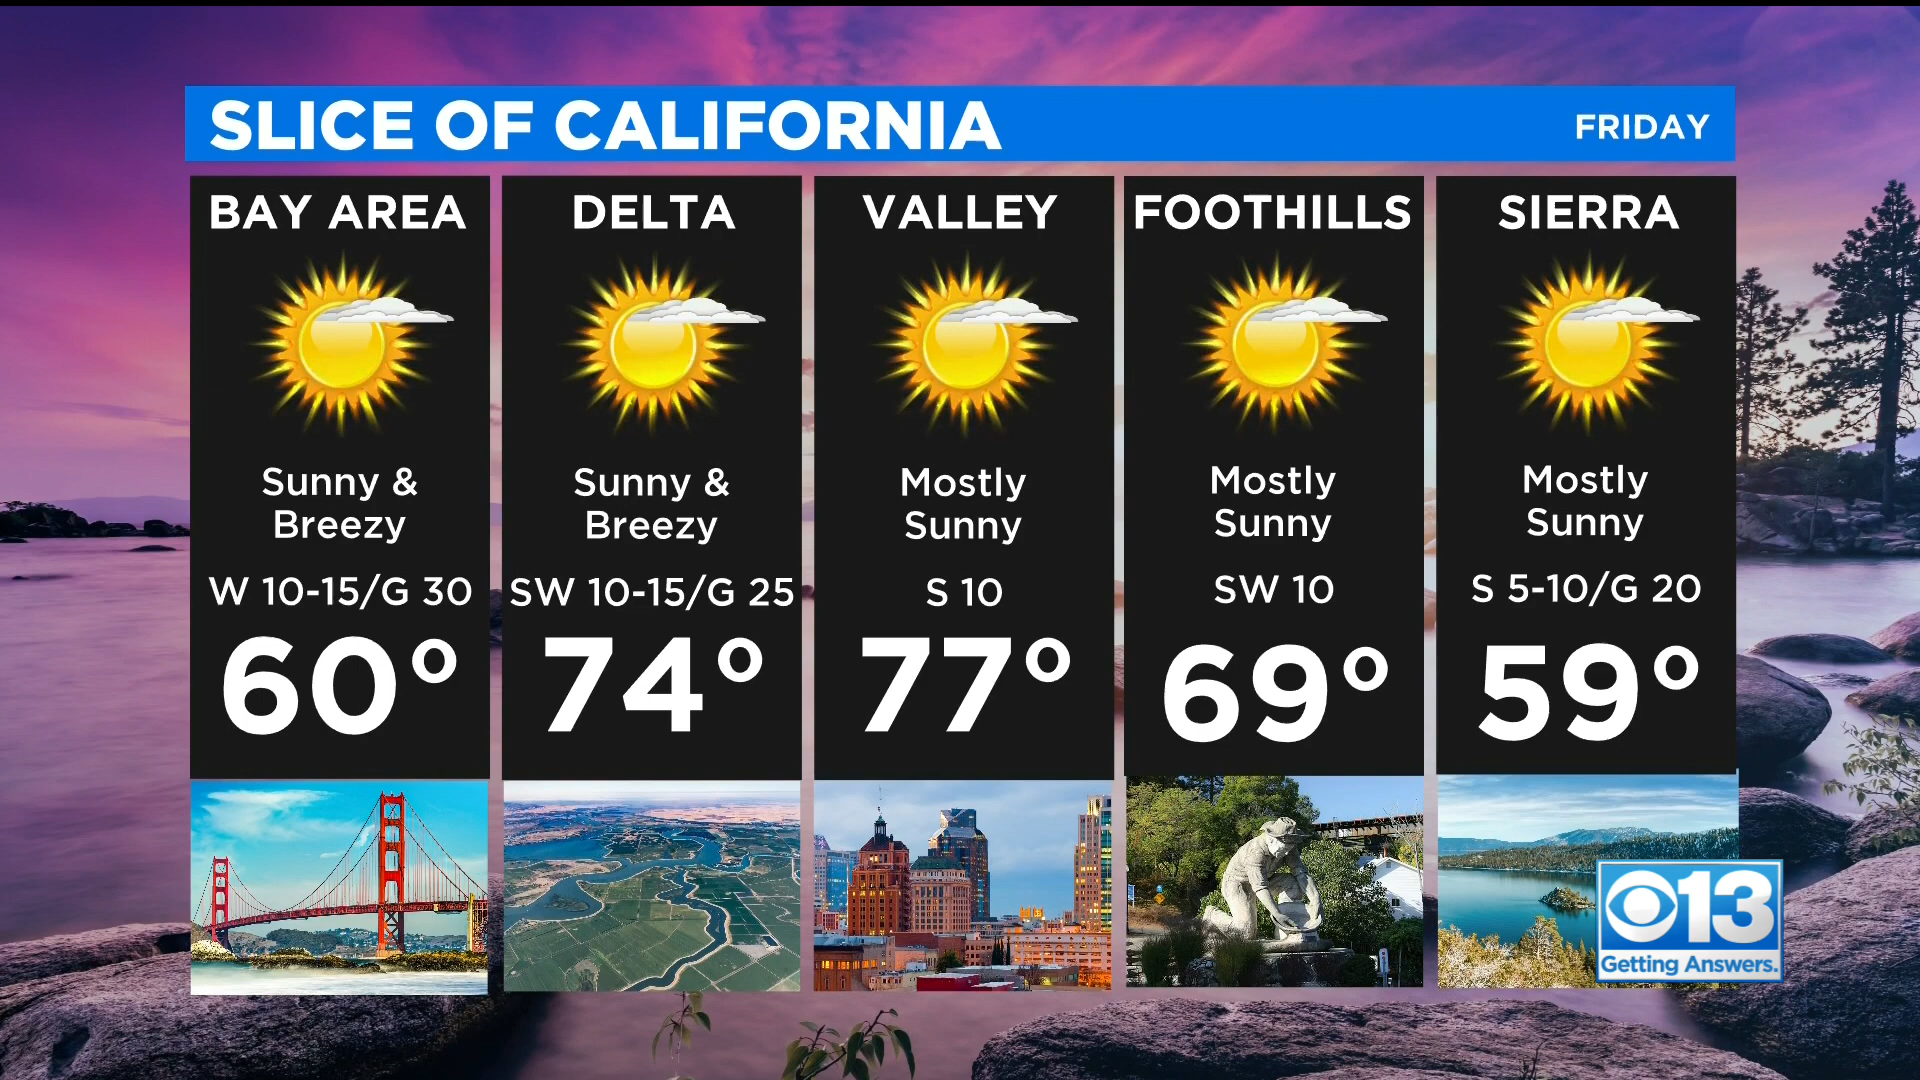 SLICE OF CALIFORNIA
FRIDAY
BAY AREA
Sunny &
Breezy
W 10-15/G 30
60°
DELTA
Sunny &
Breezy
SW 10-15/G 25
74°
VALLEY
Mostly
Sunny
S 10
77°
FOOTHILLS
Mostly
Sunny
SW 10
69°
SIERRA
Mostly
Sunny
S 5-10/G 20
59°
13
Getting Answers.